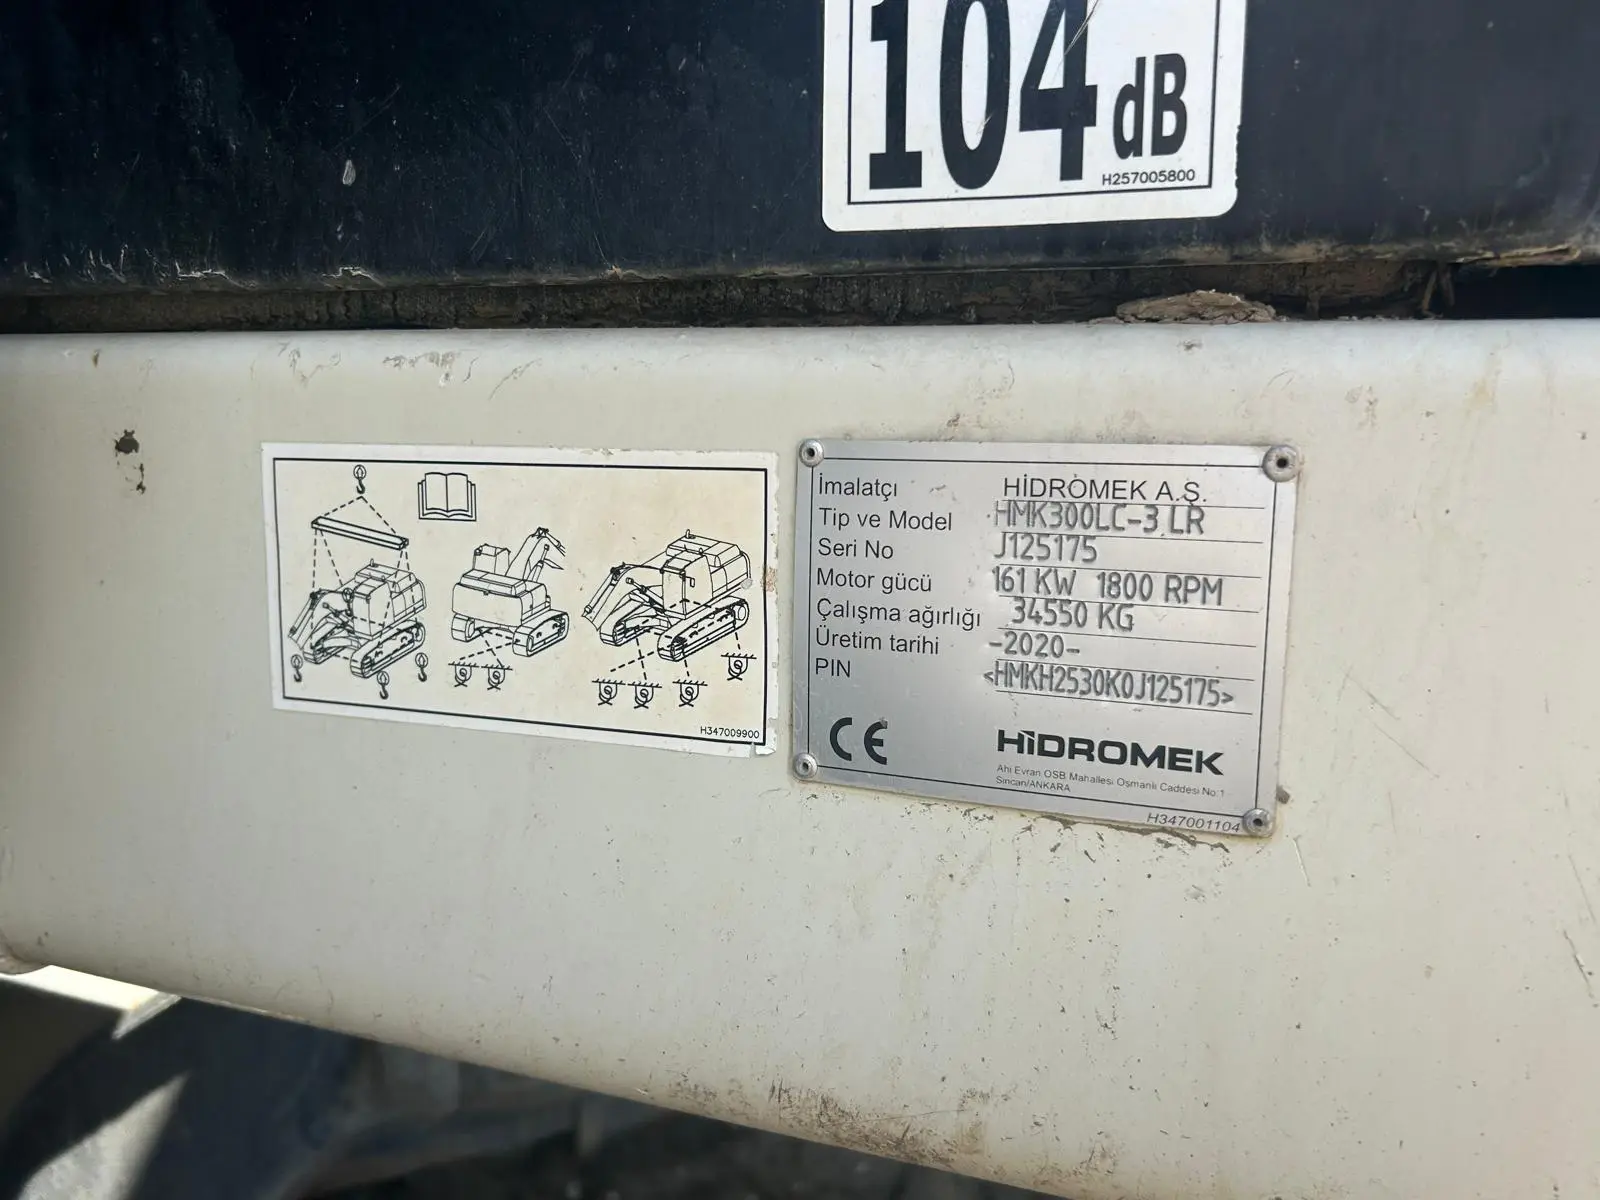 104 dB
H257005800
H347009900
İmalatçı HİDROMEK A.Ş.
Tip ve Model HMK300LC-3 LR
Seri No J125175
Motor gücü 161 KW 1800 RPM
Çalışma ağırlığı 34550 KG
Üretim tarihi -2020-
PIN <HMKH2530K0J125175>
CE HİDROMEK
Ahi Evran OSB Mahallesi Osmanlı Caddesi No:1
Sincan/ANKARA
H347001104